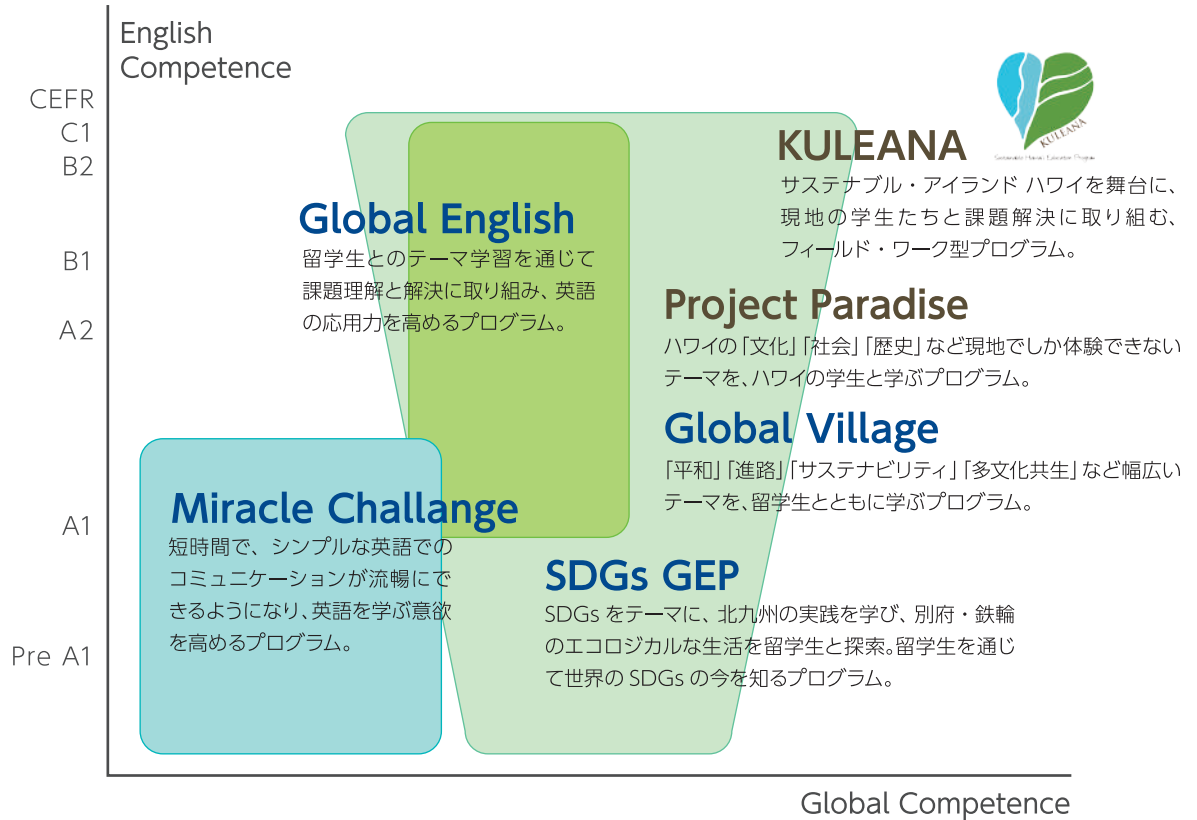 English
Competence
CEFR
C1
B2
B1
A2
A1
Pre A1
KULEANA
サステナブル・アイランド ハワイを舞台に、
現地の学生たちと課題解決に取り組む、
フィールド・ワーク型プログラム。
KULEANA
Sustainable Hawaii Education Program
Global English
留学生とのテーマ学習を通じて
課題理解と解決に取り組み、英語
の応用力を高めるプログラム。
Project Paradise
ハワイの「文化」「社会」「歴史」など現地でしか体験できない
テーマを、ハワイの学生と学ぶプログラム。
Global Village
「平和」「進路」「サステナビリティ」「多文化共生」など幅広い
テーマを、留学生とともに学ぶプログラム。
Miracle Challange
短時間で、シンプルな英語での
コミュニケーションが流暢にで
きるようになり、英語を学ぶ意欲
を高めるプログラム。
SDGs GEP
SDGs をテーマに、北九州の実践を学び、別府・鉄輪
のエコロジカルな生活を留学生と探索。留学生を通じ
て世界の SDGs の今を知るプログラム。
Global Competence